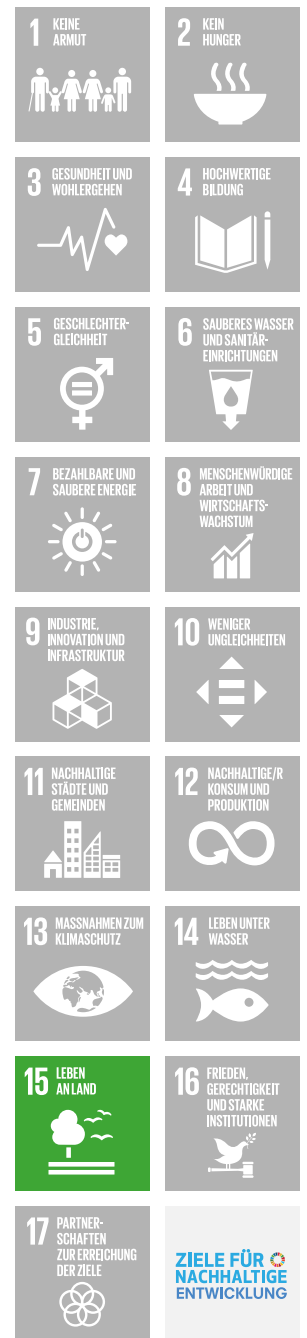 1 KEINE
ARMUT
2 KEIN
HUNGER
3 GESUNDHEIT UND
WOHLERGEHEN
4 HOCHWERTIGE
BILDUNG
5 GESCHLECHTER-
GLEICHHEIT
6 SAUBERES WASSER
UND SANITÄR-
EINRICHTUNGEN
7 BEZAHLBARE UND
SAUBERE ENERGIE
8 MENSCHENWÜRDIGE
ARBEIT UND
WIRTSCHAFTS-
WACHSTUM
9 INDUSTRIE,
INNOVATION UND
INFRASTRUKTUR
10 WENIGER
UNGLEICHHEITEN
11 NACHHALTIGE
STÄDTE UND
GEMEINDEN
12 NACHHALTIGE/R
KONSUM UND
PRODUKTION
13 MASSNAHMEN ZUM
KLIMASCHUTZ
14 LEBEN UNTER
WASSER
15 LEBEN
AN LAND
16 FRIEDEN,
GERECHTIGKEIT
UND STARKE
INSTITUTIONEN
17 PARTNER-
SCHAFTEN
ZUR ERREICHUNG
DER ZIELE
ZIELE FÜR
NACHHALTIGE
ENTWICKLUNG